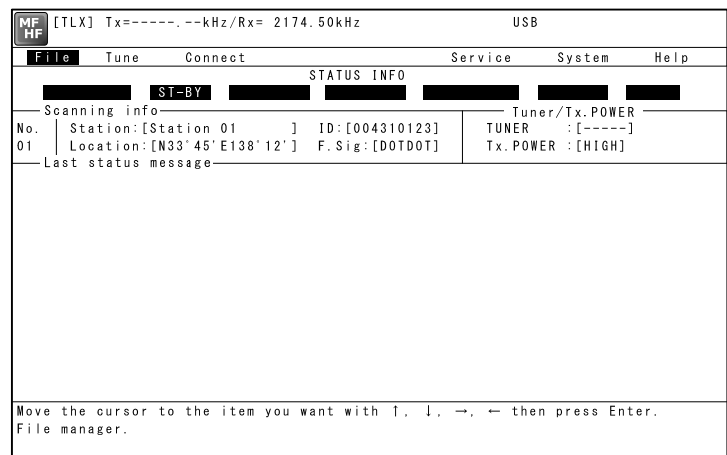 MF
HF
[TLX] Tx=-----.--kHz/Rx= 2174.50kHz USB
File Tune Connect Service System Help
STATUS INFO
ST-BY
Scanning info
Tuner/Tx.POWER
No. Station:[Station 01 ] ID:[004310123] TUNER :[-----]
01 Location:[N33°45'E138°12'] F.Sig:[DOTDOT] Tx.POWER :[HIGH]
Last status message
Move the cursor to the item you want with ↑, ↓, →, ← then press Enter.
File manager.